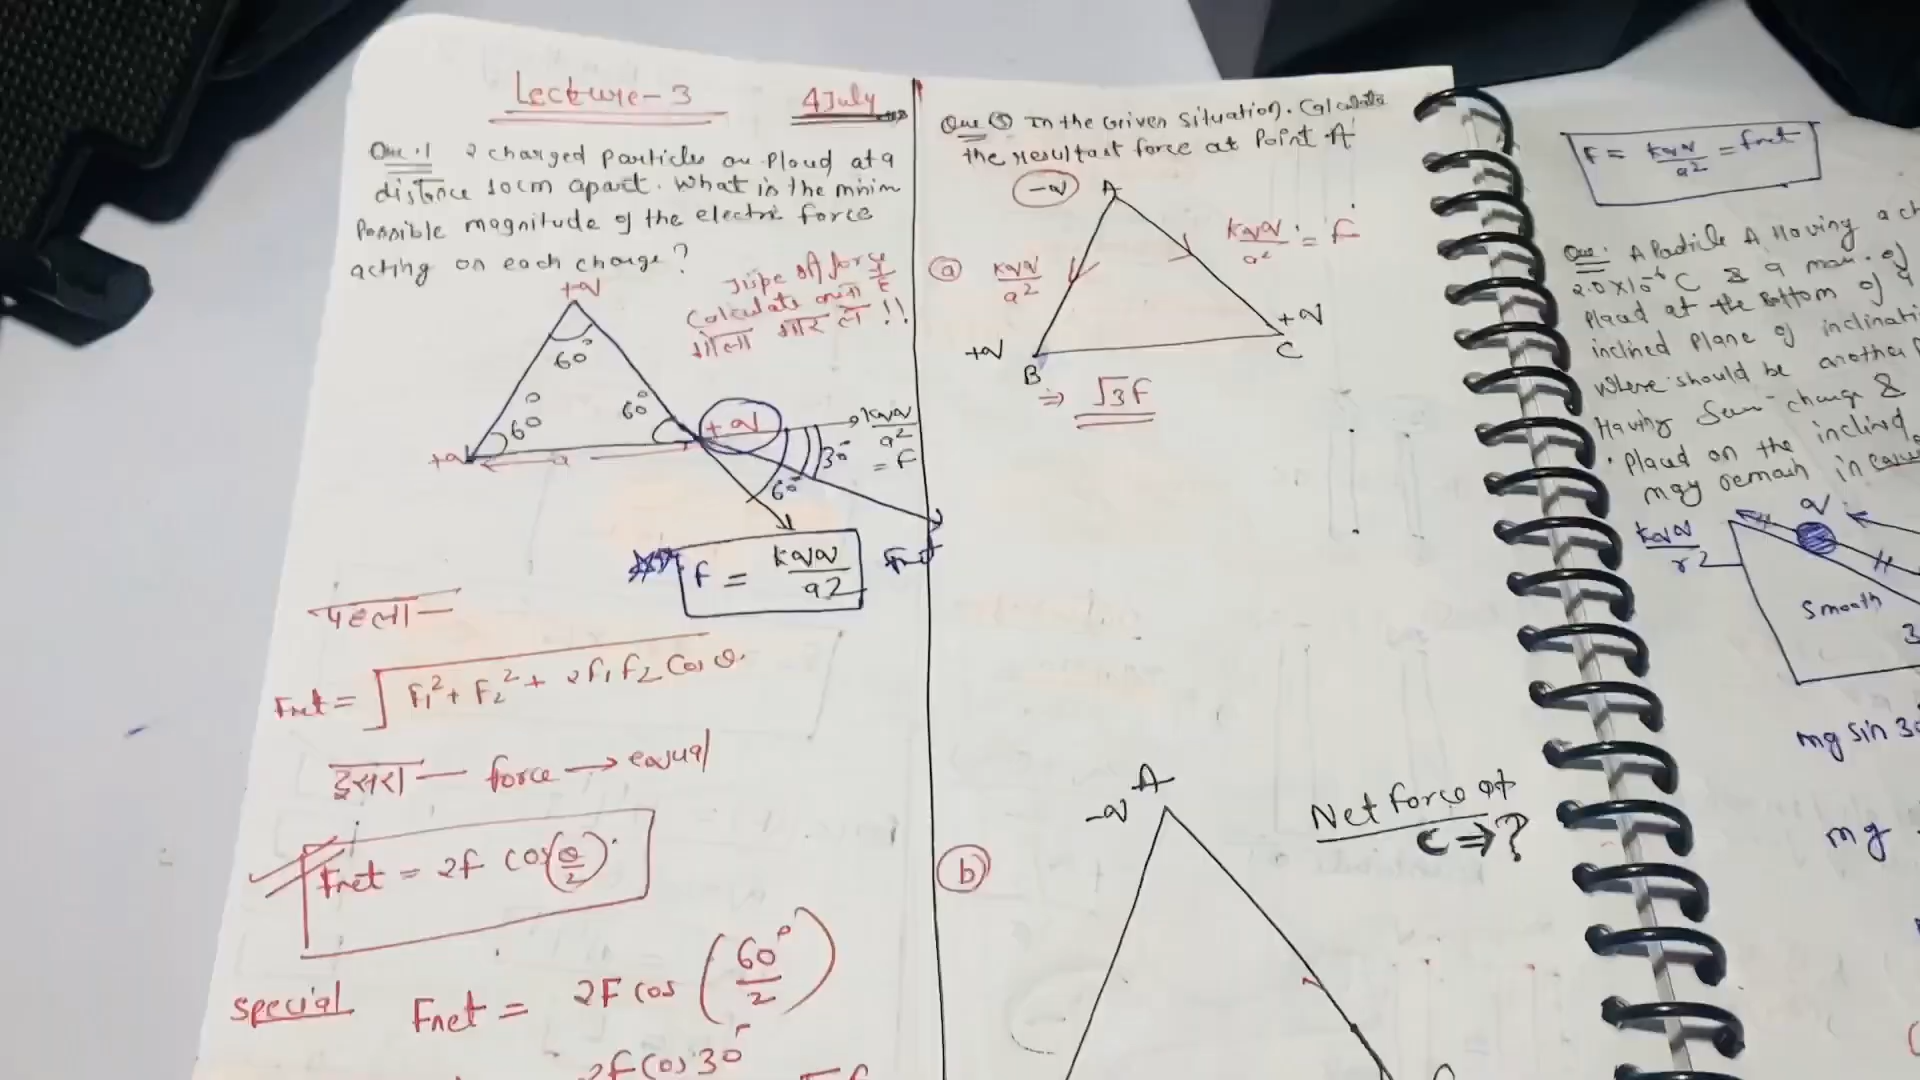 Lecture-3
4 July
Que.1 2 charged particles are placd at a
distance 10cm apart. What is the minim
Possible magnitude of the electric force
acting on each charge?
+q
60°
60°
60°
+q
a
+q
kqq
a²
= F
30°
60°
F = kqq
a2
Fnet
पहला —
Fnet = √F₁² + F₂² + 2F₁F₂ Cos θ
दूसरा — force → equal
Fnet = 2F cos(θ/2)
special Fnet = 2F cos (60°/2)
2F cos 30°
Calculate
!!
in the Given Situation. Calculate
the resultant force at Point A
-q
A
(a)
kqq
a²
kqq
a²
= F
+q
B
+q
C
⇒ √3F
(b)
A
-q
Net force at
C ⇒ ?
F = kqq/a² = fnet
Que: A Particle A Having a ch
2.0×10⁻⁶ C & a mass. of
placd at the Bottom of a
inclined Plane of inclinati
where should be another P
Having Same charge &
placed on the inclind
may remain in
q
kqq
r2
Smooth
3
mg sin 30
mg